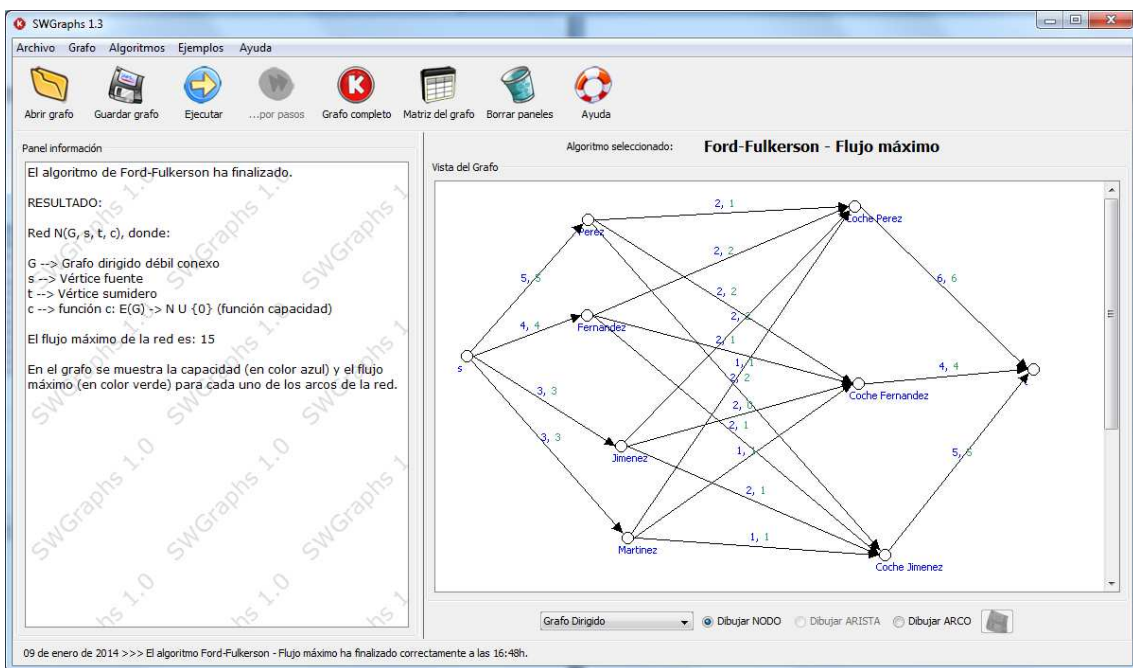 SWGraphs 1.3
Archivo Grafo Algoritmos Ejemplos Ayuda
Abrir grafo Guardar grafo Ejecutar ...por pasos Grafo completo Matriz del grafo Borrar paneles Ayuda
Panel información
El algoritmo de Ford-Fulkerson ha finalizado.
RESULTADO:
Red N(G, s, t, c), donde:
G --> Grafo dirigido débil conexo
s --> Vértice fuente
t --> Vértice sumidero
c --> función c: E(G) -> N U {0} (función capacidad)
El flujo máximo de la red es: 15
En el grafo se muestra la capacidad (en color azul) y el flujo
máximo (en color verde) para cada uno de los arcos de la red.
Algoritmo seleccionado: Ford-Fulkerson - Flujo máximo
Vista del Grafo
2, 1
Coche Perez
Perez
2, 2
5, 5
6, 6
2, 2
2,
4, 4
Fernandez
2, 1
1, 1
s
2, 2
4, 4
Coche Fernandez
3, 3
2, 0
2, 1
3, 3
1,
Jimenez
5, 5
2, 1
1, 1
Martinez
Coche Jimenez
Grafo Dirigido Dibujar NODO Dibujar ARISTA Dibujar ARCO
09 de enero de 2014 >>> El algoritmo Ford-Fulkerson - Flujo máximo ha finalizado correctamente a las 16:48h.
SWGraphs 1.0